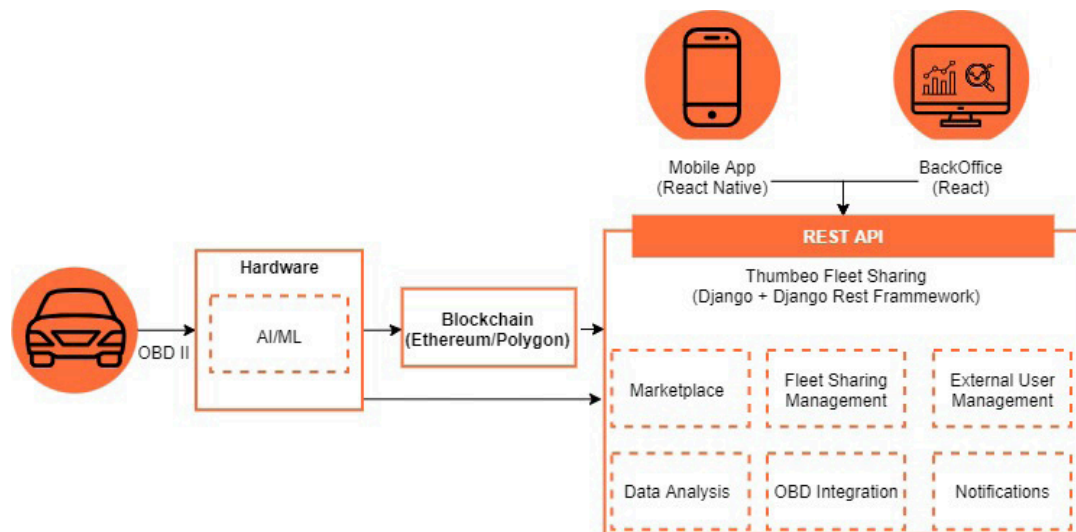 Mobile App
(React Native)
BackOffice
(React)
REST API
Thumbeo Fleet Sharing
(Django + Django Rest Frammework)
Hardware
AI/ML
OBD II
Blockchain
(Ethereum/Polygon)
Marketplace
Fleet Sharing
Management
External User
Management
Data Analysis
OBD Integration
Notifications